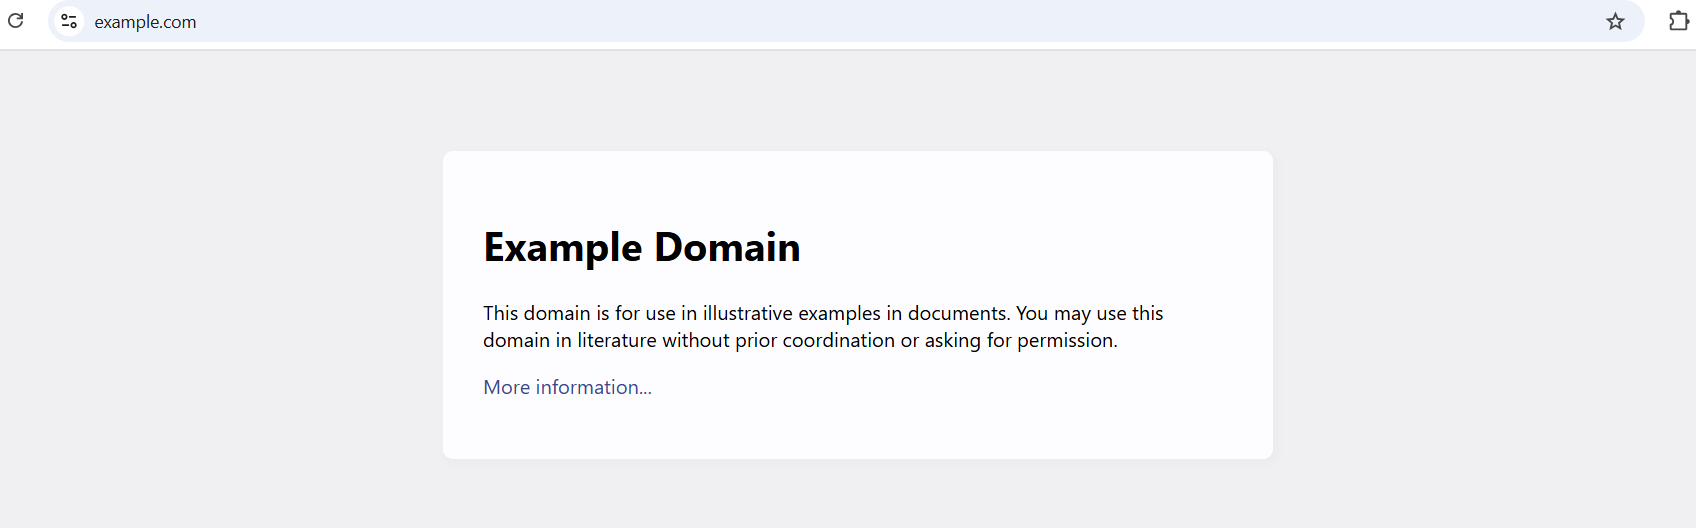 example.com
Example Domain
This domain is for use in illustrative examples in documents. You may use this
domain in literature without prior coordination or asking for permission.
More information...